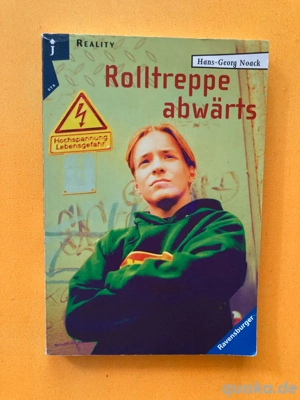 J
REALITY
Hans-Georg Noack
Rolltreppe
abwärts
Hochspannung
Lebensgefahr
Ravensburger
quoka.de